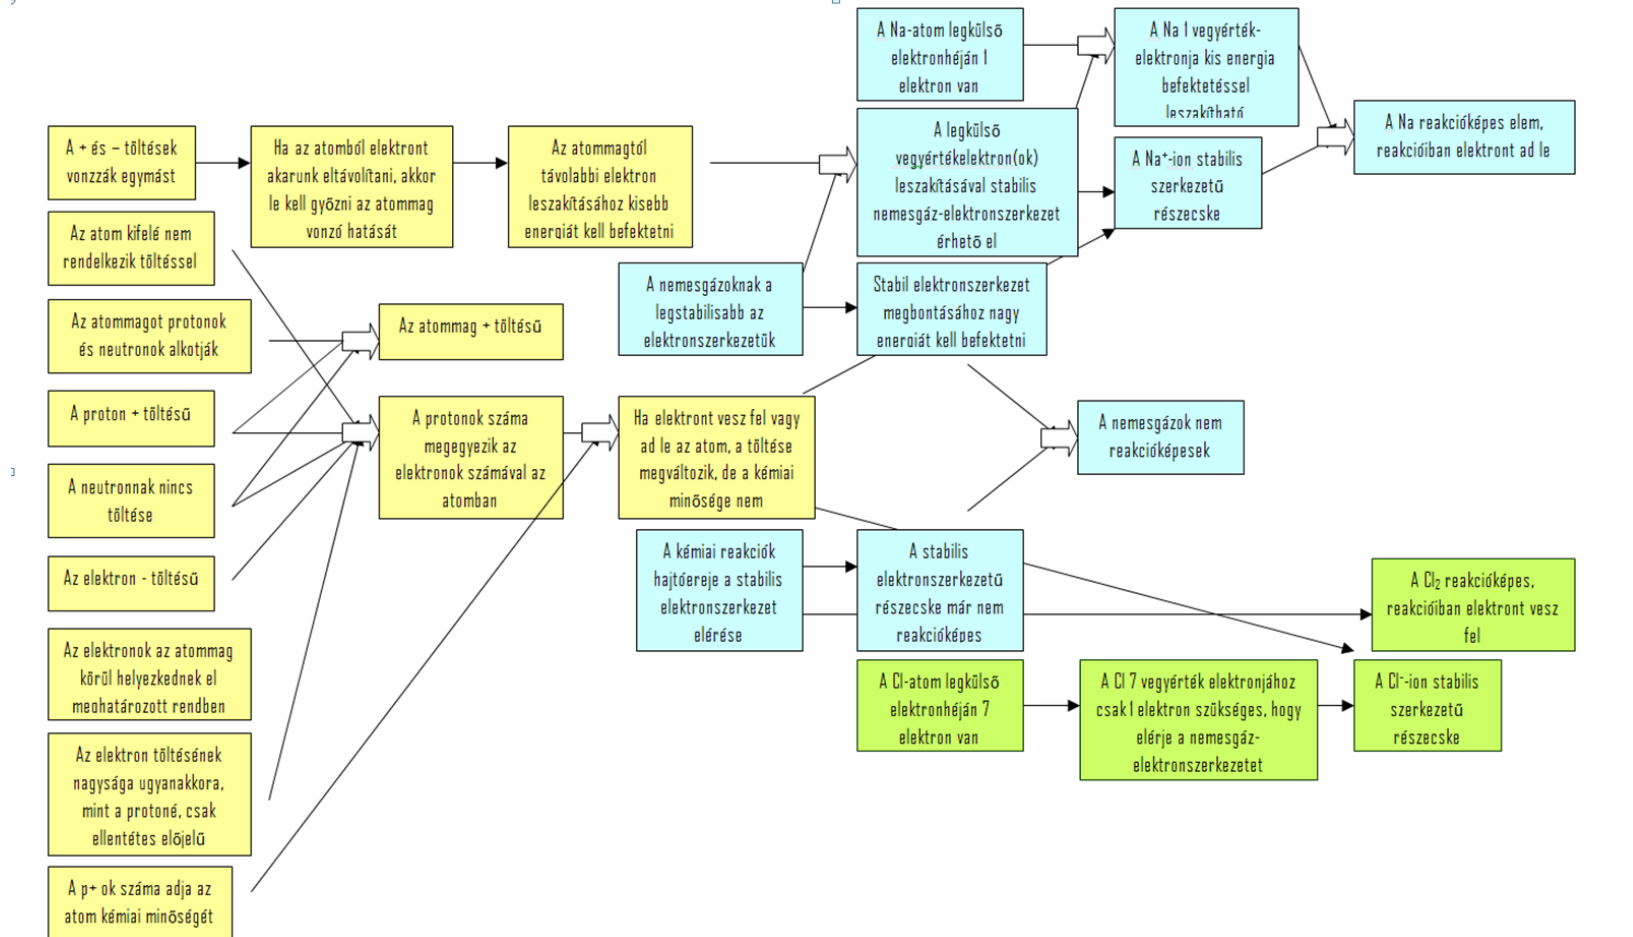 A + és – töltések
vonzzák egymást
Ha az atomból elektront
akarunk eltávolítani, akkor
le kell győzni az atommag
vonzó hatását
Az atommagtól
távolabbi elektron
leszakításához kisebb
energiát kell befektetni
Az atom kifelé nem
rendelkezik töltéssel
Az atommagot protonok
és neutronok alkotják
A proton + töltésű
A neutronnak nincs
töltése
Az elektron - töltésű
Az elektronok az atommag
körül helyezkednek el
meghatározott rendben
Az elektron töltésének
nagysága ugyanakkora,
mint a protoné, csak
ellentétes előjelű
A p+ ok száma adja az
atom kémiai minőségét
Az atommag + töltésű
A protonok száma
megegyezik az
elektronok számával az
atomban
Ha elektront vesz fel vagy
ad le az atom, a töltése
megváltozik, de a kémiai
minősége nem
A Na-atom legkülső
elektronhéján 1
elektron van
A Na 1 vegyérték-
elektronja kis energia
befektetéssel
leszakítható
A legkülső
vegyértékelektron(ok)
leszakításával stabilis
nemesgáz-elektronszerkezet
érhető el
A Na⁺-ion stabilis
szerkezetű
részecske
A Na reakcióképes elem,
reakcióiban elektront ad le
A nemesgázoknak a
legstabilisabb az
elektronszerkezetük
Stabil elektronszerkezet
megbontásához nagy
energiát kell befektetni
A nemesgázok nem
reakcióképesek
A kémiai reakciók
hajtóereje a stabilis
elektronszerkezet
elérése
A stabilis
elektronszerkezetű
részecske már nem
reakcióképes
A Cl₂ reakcióképes,
reakcióiban elektront vesz
fel
A Cl-atom legkülső
elektronhéján 7
elektron van
A Cl 7 vegyérték elektronjához
csak 1 elektron szükséges, hogy
elérje a nemesgáz-
elektronszerkezetet
A Cl⁻-ion stabilis
szerkezetű
részecske